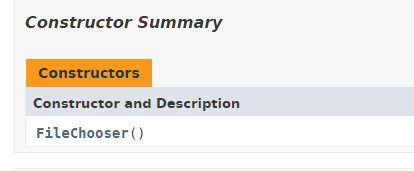 Constructor Summary
Constructors
Constructor and Description
FileChooser()